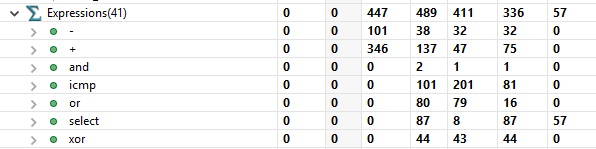 Expressions(41) 0 0 447 489 411 336 57
- 0 0 101 38 32 32 0
+ 0 0 346 137 47 75 0
and 0 0 0 2 1 1 0
icmp 0 0 0 101 201 81 0
or 0 0 0 80 79 16 0
select 0 0 0 87 8 87 57
xor 0 0 0 44 43 44 0